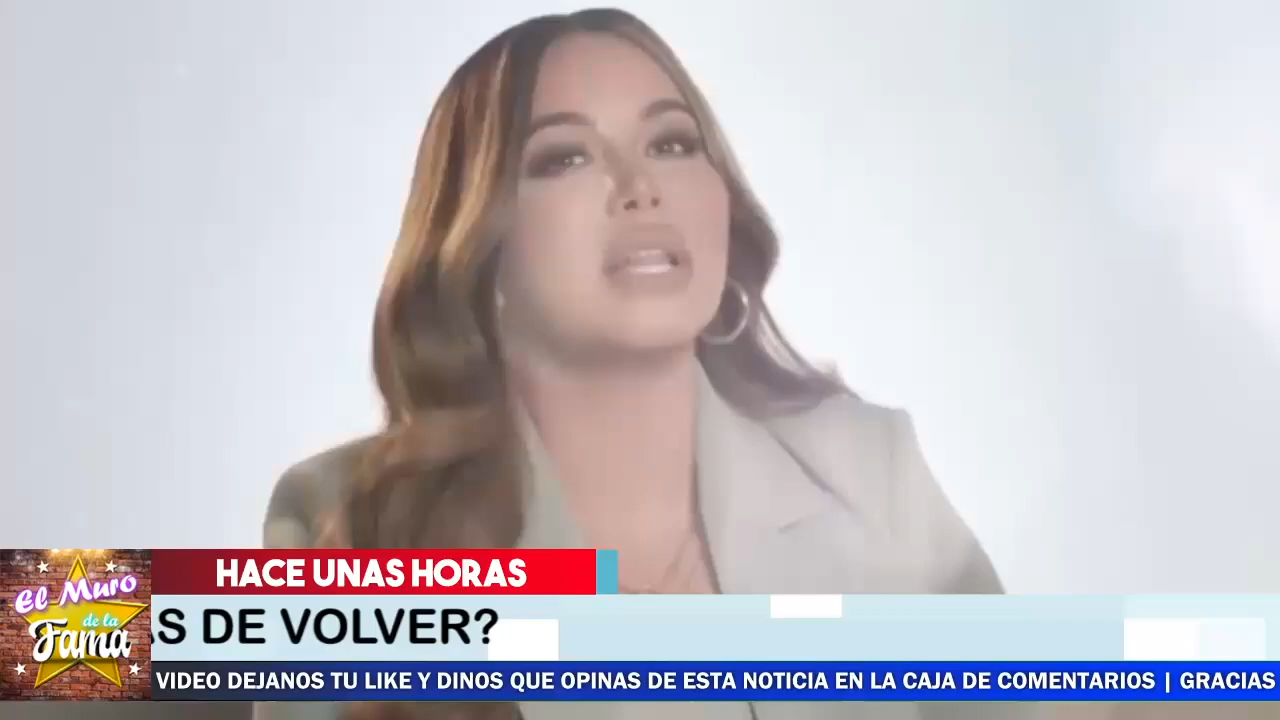 HACE UNAS HORAS
El Muro
de la
Fama
AS DE VOLVER?
VIDEO DEJANOS TU LIKE Y DINOS QUE OPINAS DE ESTA NOTICIA EN LA CAJA DE COMENTARIOS | GRACIAS